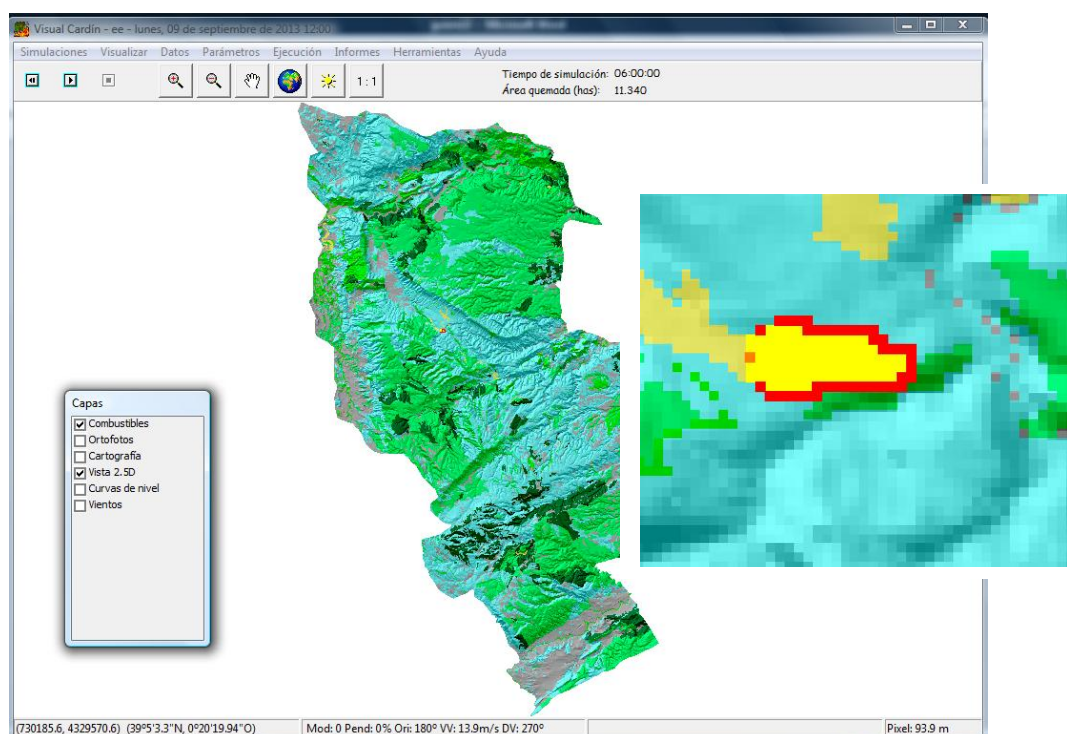 Visual Cardin - ee - lunes, 09 de septiembre de 2013 12:00
Simulaciones Visualizar Datos Parámetros Ejecución Informes Herramientas Ayuda
1:1
Tiempo de simulación: 06:00:00
Área quemada (has): 11.340
Capas
Combustibles
Ortofotos
Cartografía
Vista 2.5D
Curvas de nivel
Vientos
(730185.6, 4329570.6) (39º5'3.3"N, 0º20'19.94"O) Mod: 0 Pend: 0% Ori: 180º VV: 13.9m/s DV: 270º Pixel: 93.9 m